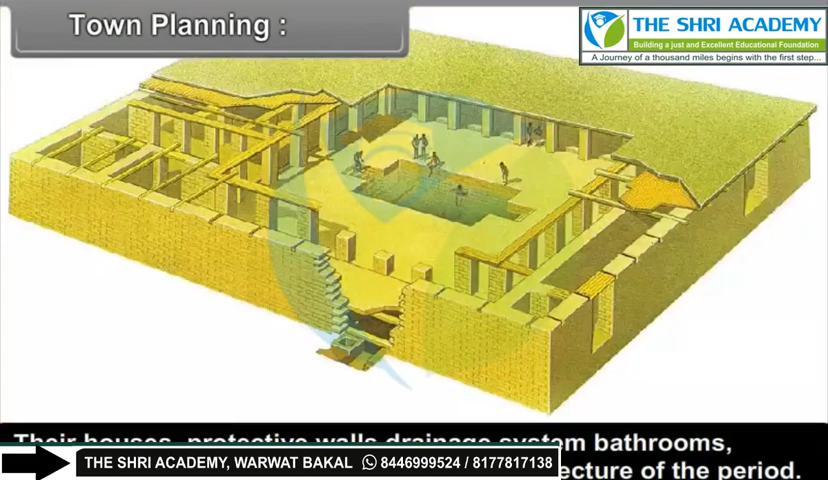 Town Planning :
THE SHRI ACADEMY
Building a just and Excellent Educational Foundation
A Journey of a thousand miles begins with the first step...
Their houses, protective walls drainage system bathrooms,
THE SHRI ACADEMY, WARWAT BAKAL 8446999524 / 8177817138
ecture of the period.